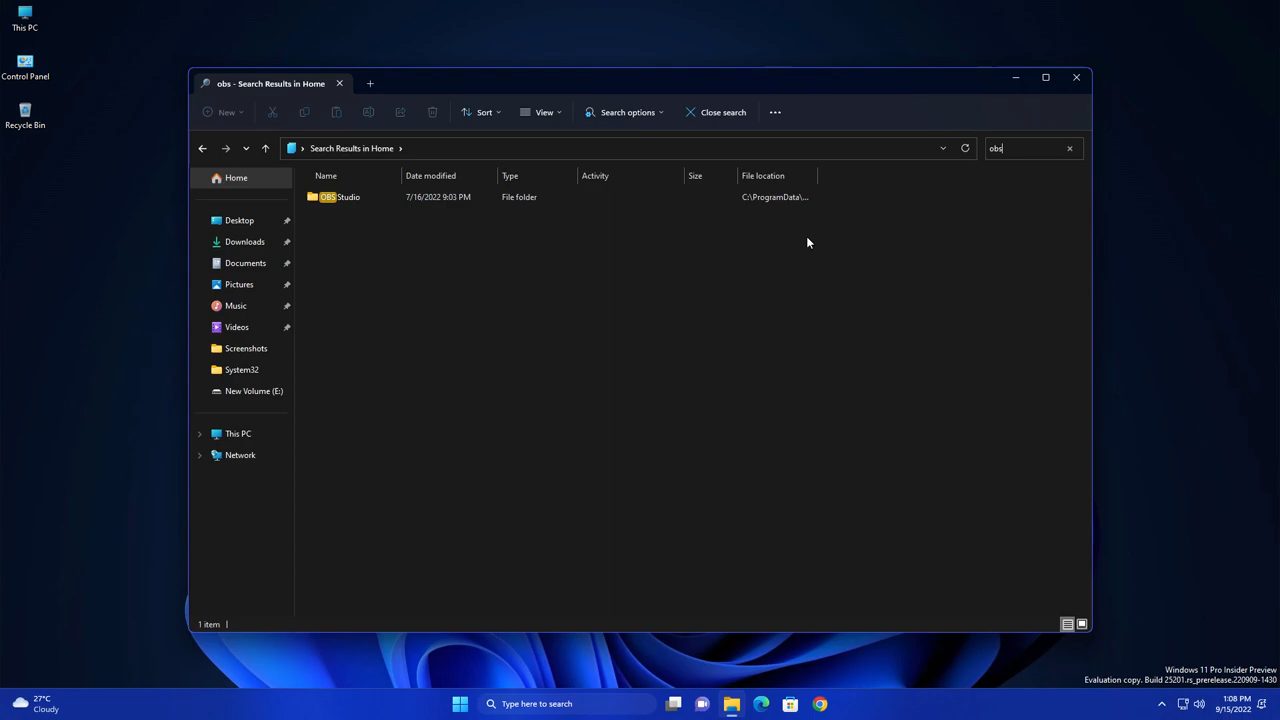 This PC
Control Panel
Recycle Bin
obs - Search Results in Home
New
Sort
View
Search options
Close search
Search Results in Home
obs
Name Date modified Type Activity Size File location
OBS Studio 7/16/2022 9:03 PM File folder C:\ProgramData\...
Home
Desktop
Downloads
Documents
Pictures
Music
Videos
Screenshots
System32
New Volume (E:)
This PC
Network
1 item
Windows 11 Pro Insider Preview
Evaluation copy. Build 25201.rs_prerelease.220909-1430
27°C
Cloudy
Type here to search
1:08 PM
9/15/2022